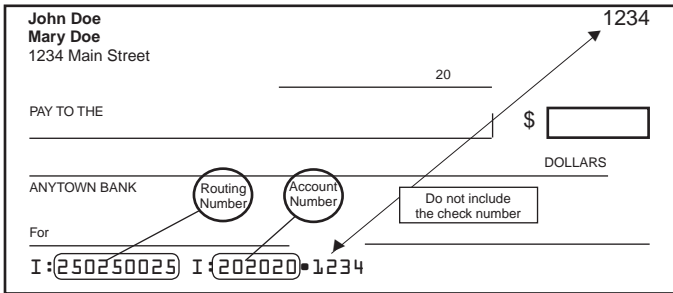 John Doe 1234
Mary Doe
1234 Main Street
20
PAY TO THE
$
DOLLARS
ANYTOWN BANK
Routing
Number
Account
Number
Do not include
the check number
For
I:250250025 I:202020 1234